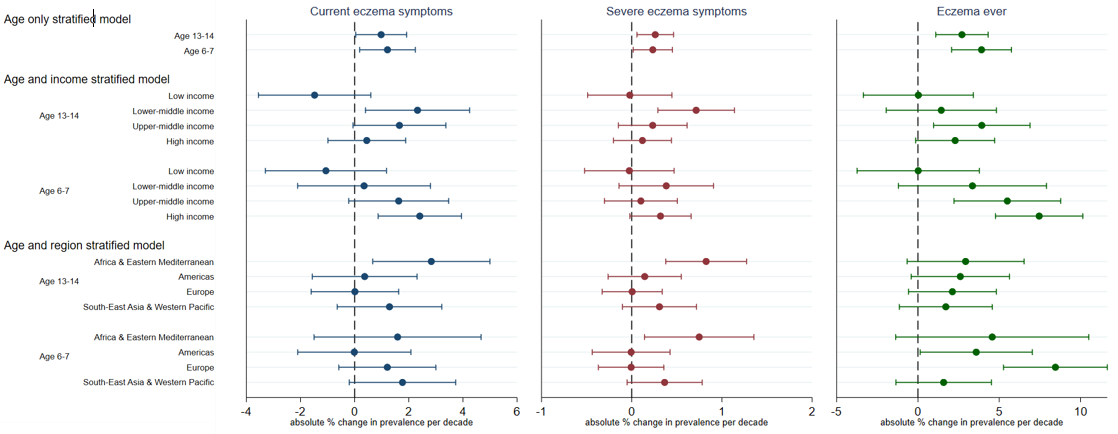 Current eczema symptoms Severe eczema symptoms Eczema ever
Age only stratified model
Age 13-14
Age 6-7
Age and income stratified model
Low income
Age 13-14 Lower-middle income
Upper-middle income
High income
Low income
Age 6-7 Lower-middle income
Upper-middle income
High income
Age and region stratified model
Africa & Eastern Mediterranean
Age 13-14 Americas
Europe
South-East Asia & Western Pacific
Africa & Eastern Mediterranean
Age 6-7 Americas
Europe
South-East Asia & Western Pacific
-4 -2 0 2 4 6 -1 0 1 2 -5 0 5 10
absolute % change in prevalence per decade absolute % change in prevalence per decade absolute % change in prevalence per decade